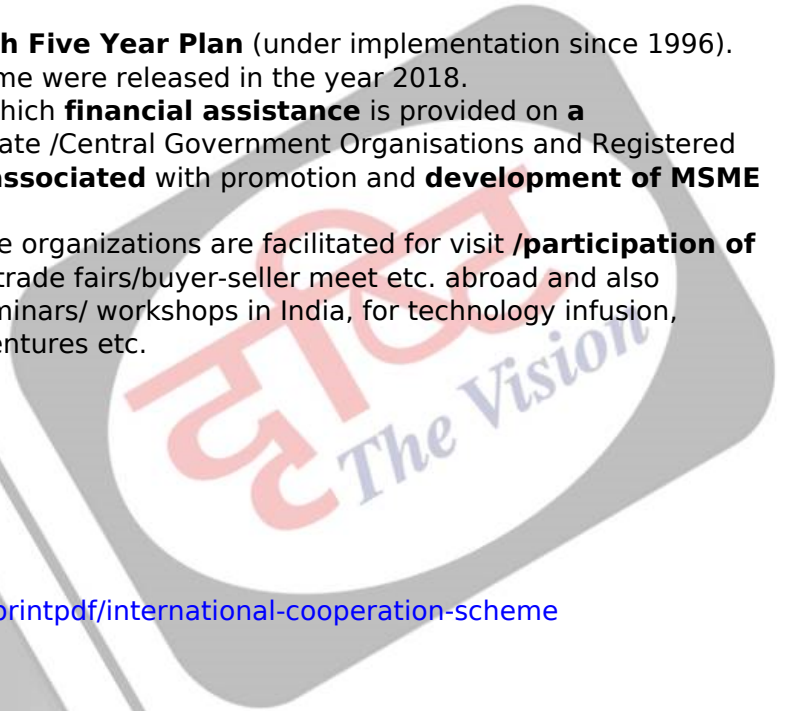 h Five Year Plan (under implementation since 1996).
me were released in the year 2018.
hich financial assistance is provided on a
ate /Central Government Organisations and Registered
associated with promotion and development of MSME
e organizations are facilitated for visit /participation of
trade fairs/buyer-seller meet etc. abroad and also
minars/ workshops in India, for technology infusion,
entures etc.
दृष्टि
The Vision
printpdf/international-cooperation-scheme